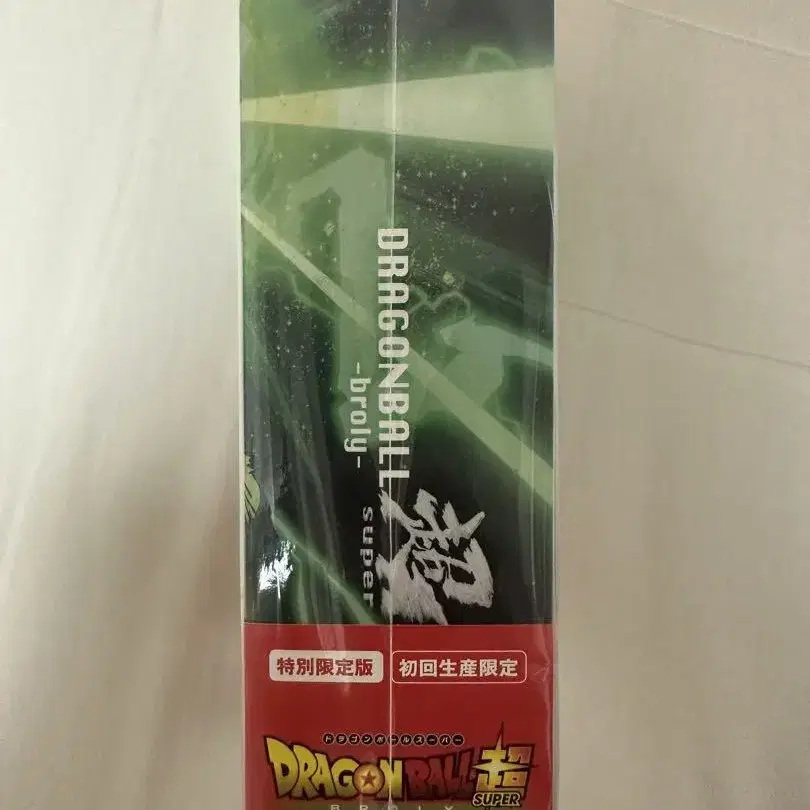 DRAGONBALL
-broly-
超
super
特別限定版 初回生産限定
ドラゴンボールスーパー
DRAGON BALL 超
SUPER
BROLY